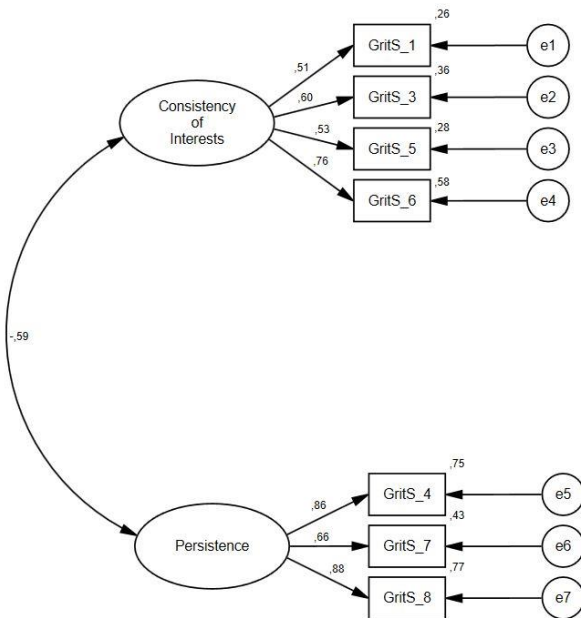 ,26
GritS_1
e1
,51
,36
GritS_3
e2
,60
Consistency
of
Interests
,53
,28
GritS_5
e3
,76
,58
GritS_6
e4
-,59
,75
GritS_4
e5
,86
,43
Persistence
,66
GritS_7
e6
,88
,77
GritS_8
e7